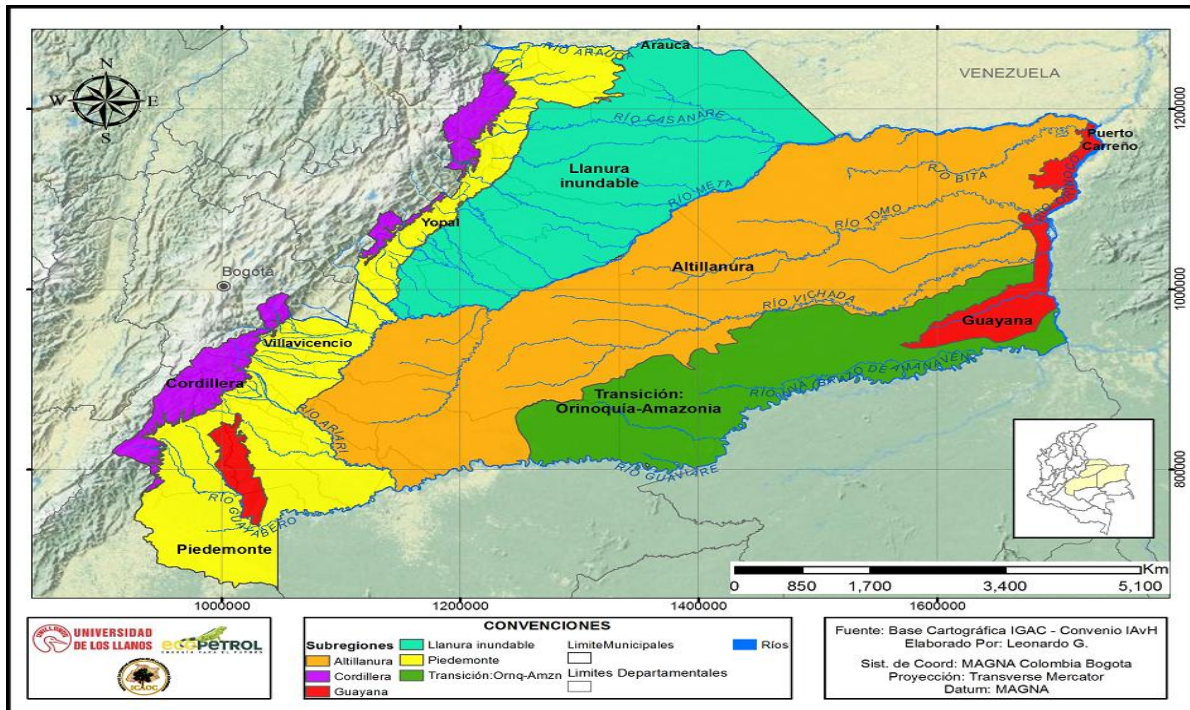 N
W
E
S
RÍO ARAUCA
Arauca
VENEZUELA
1200000
RÍO CASANARE
Puerto
Carreño
Llanura
inundable
RÍO BITA
RÍO META
RÍO TOMO
Yopal
Bogotá
Altillanura
1000000
RÍO VICHADA
Guayana
Villavicencio
Cordillera
Transición:
Orinoquía-Amazonia
RÍO ARIARI
RÍO GUAVIARE
800000
RÍO GUAYABERO
Piedemonte
Km
0
850
1,700
3,400
5,100
1000000
1200000
1400000
1600000
UNIVERSIDAD
DE LOS LLANOS
ecoPETROL
CONVENCIONES
Subregiones
Altillanura
Cordillera
Guayana
Llanura inundable
Piedemonte
Transición:Ornq-Amzn
LimiteMunicipales
Limites Departamentales
Ríos
Fuente: Base Cartográfica IGAC - Convenio IAvH
Elaborado Por: Leonardo G.
Sist. de Coord: MAGNA Colombia Bogota
Proyección: Transverse Mercator
Datum: MAGNA